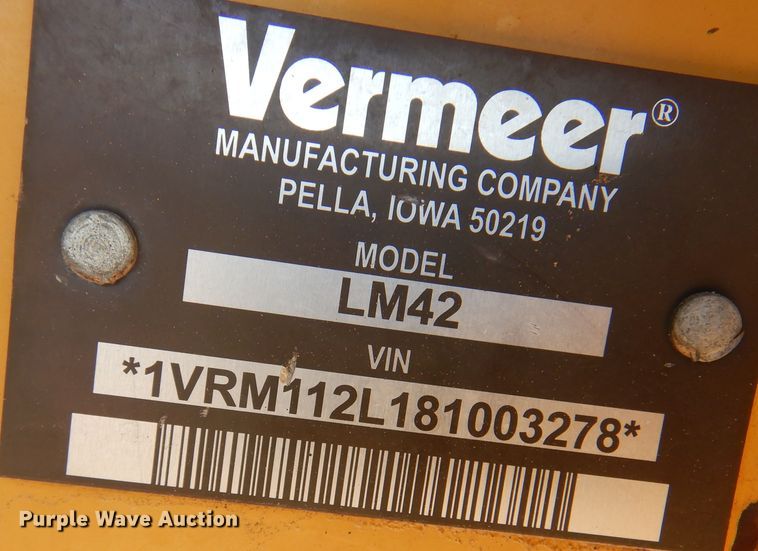 Vermeer®
MANUFACTURING COMPANY
PELLA, IOWA 50219
MODEL
LM42
VIN
*1VRM112L181003278*
Purple Wave Auction